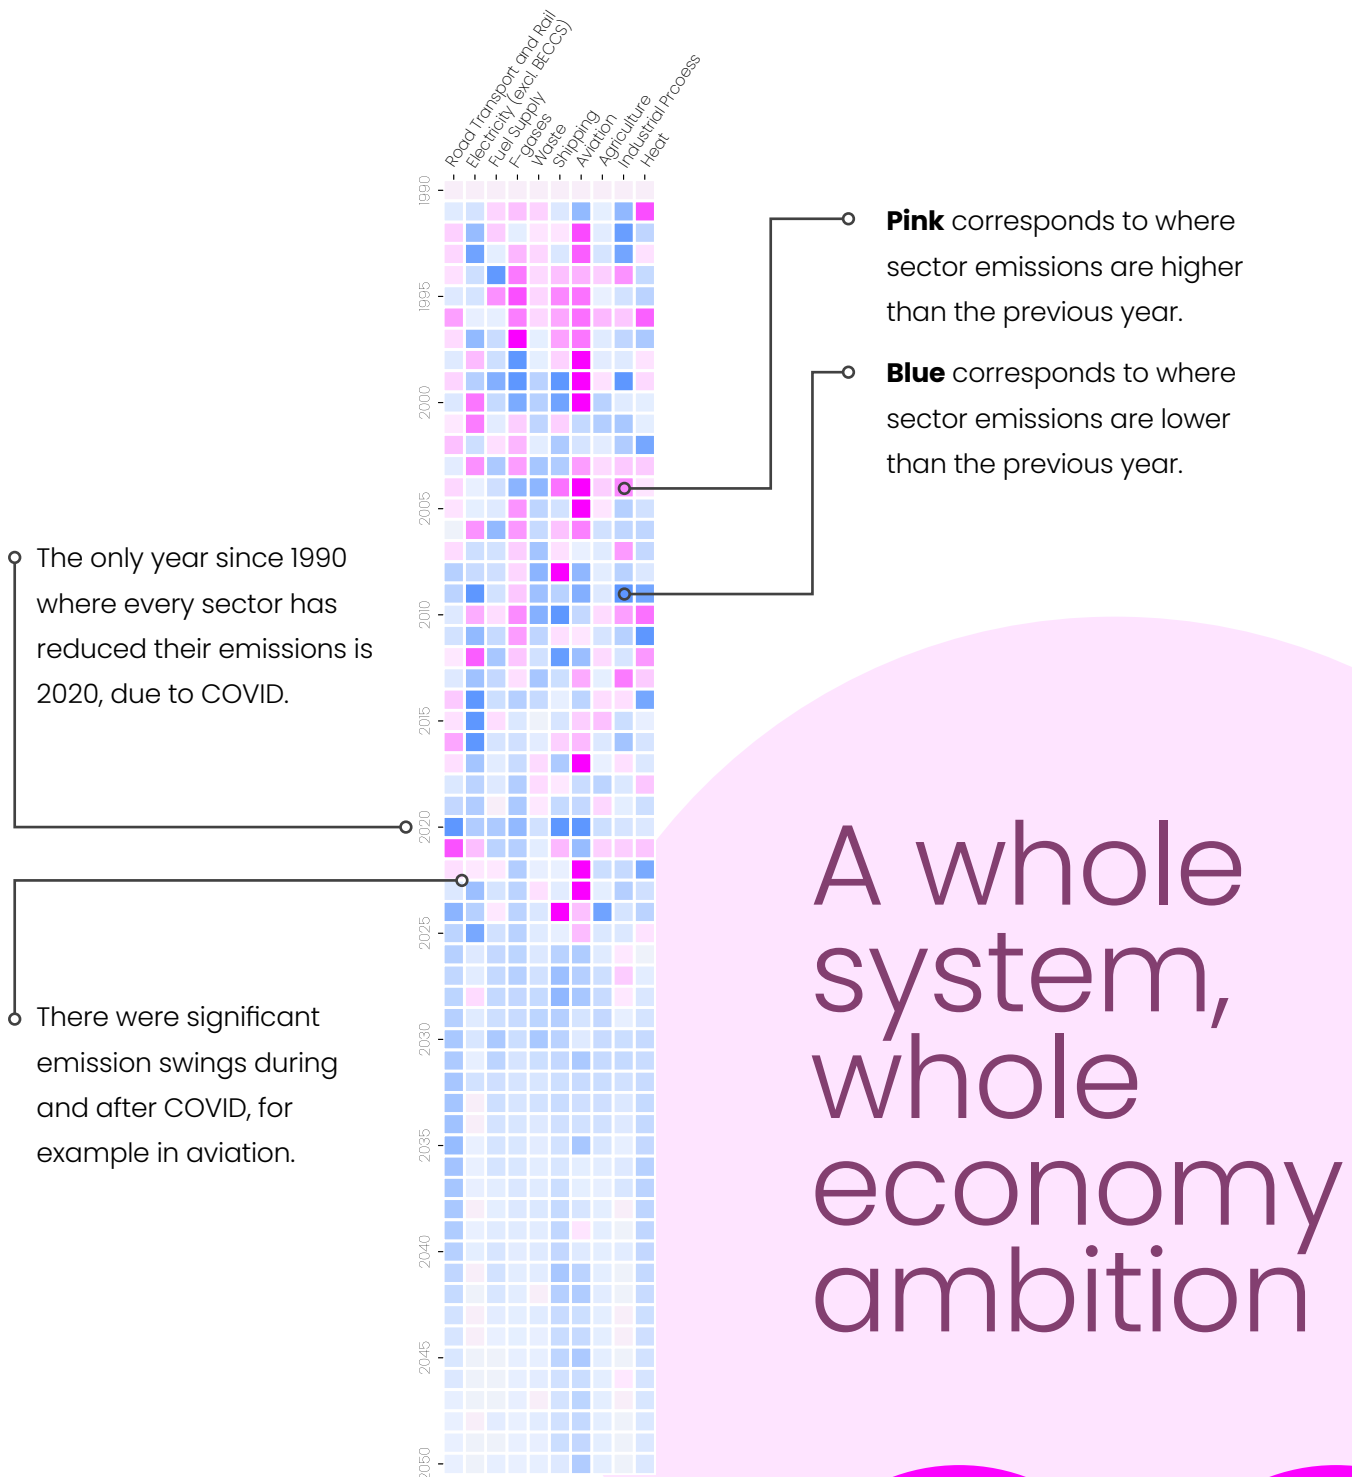 Road Transport and Rail
Electricity (excl. BECCS)
Fuel Supply
F-gases
Waste
Shipping
Aviation
Agriculture
Industrial Prcoess
Heat
1990
1995
2000
2005
2010
2015
2020
2025
2030
2035
2040
2045
2050
Pink corresponds to where
sector emissions are higher
than the previous year.
Blue corresponds to where
sector emissions are lower
than the previous year.
The only year since 1990
where every sector has
reduced their emissions is
2020, due to COVID.
There were significant
emission swings during
and after COVID, for
example in aviation.
A whole
system,
whole
economy
ambition